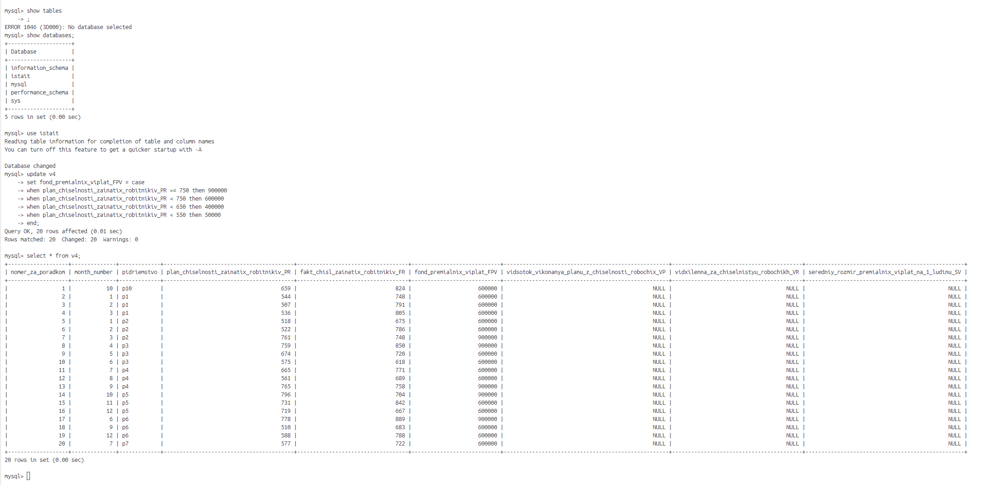 mysql> show tables
    -> ;
ERROR 1046 (3D000): No database selected
mysql> show databases;
+--------------------+
| Database           |
+--------------------+
| information_schema |
| istait             |
| mysql              |
| performance_schema |
| sys                |
+--------------------+
5 rows in set (0.00 sec)
mysql> use istait
Reading table information for completion of table and column names
You can turn off this feature to get a quicker startup with -A
Database changed
mysql> update v4
    -> set fond_premialnix_viplat_FPV = case
    -> when plan_chiselnosti_zainatix_robitnikiv_PR >= 750 then 900000
    -> when plan_chiselnosti_zainatix_robitnikiv_PR < 750 then 600000
    -> when plan_chiselnosti_zainatix_robitnikiv_PR < 650 then 400000
    -> when plan_chiselnosti_zainatix_robitnikiv_PR < 550 then 50000
    -> end;
Query OK, 20 rows affected (0.01 sec)
Rows matched: 20  Changed: 20  Warnings: 0
mysql> select * from v4;
| nomer_za_poradkom | month_number | pidriemstvo | plan_chiselnosti_zainatix_robitnikiv_PR | fakt_chisl_zainatix_robitnikiv_FR | fond_premialnix_viplat_FPV | vidsotok_vikonanya_planu_z_chiselnosti_robochix_VP | vidxilenna_za_chiselnistyu_robochikh_VR | seredniy_rozmir_premialnix_viplat_na_1_ludinu_SV |
| 1 | 10 | p10 | 659 | 824 | 600000 | NULL | NULL | NULL |
| 2 | 1 | p1 | 544 | 748 | 600000 | NULL | NULL | NULL |
| 3 | 2 | p1 | 507 | 791 | 600000 | NULL | NULL | NULL |
| 4 | 3 | p1 | 536 | 805 | 600000 | NULL | NULL | NULL |
| 5 | 1 | p2 | 518 | 675 | 600000 | NULL | NULL | NULL |
| 6 | 2 | p2 | 522 | 786 | 600000 | NULL | NULL | NULL |
| 7 | 3 | p2 | 761 | 748 | 900000 | NULL | NULL | NULL |
| 8 | 4 | p3 | 759 | 850 | 900000 | NULL | NULL | NULL |
| 9 | 5 | p3 | 674 | 720 | 600000 | NULL | NULL | NULL |
| 10 | 6 | p3 | 575 | 618 | 600000 | NULL | NULL | NULL |
| 11 | 7 | p4 | 665 | 771 | 600000 | NULL | NULL | NULL |
| 12 | 8 | p4 | 561 | 689 | 600000 | NULL | NULL | NULL |
| 13 | 9 | p4 | 765 | 758 | 900000 | NULL | NULL | NULL |
| 14 | 10 | p5 | 796 | 704 | 900000 | NULL | NULL | NULL |
| 15 | 11 | p5 | 731 | 842 | 600000 | NULL | NULL | NULL |
| 16 | 12 | p5 | 719 | 667 | 600000 | NULL | NULL | NULL |
| 17 | 6 | p6 | 778 | 889 | 900000 | NULL | NULL | NULL |
| 18 | 9 | p6 | 510 | 683 | 600000 | NULL | NULL | NULL |
| 19 | 12 | p6 | 588 | 788 | 600000 | NULL | NULL | NULL |
| 20 | 7 | p7 | 577 | 722 | 600000 | NULL | NULL | NULL |
20 rows in set (0.00 sec)
mysql>